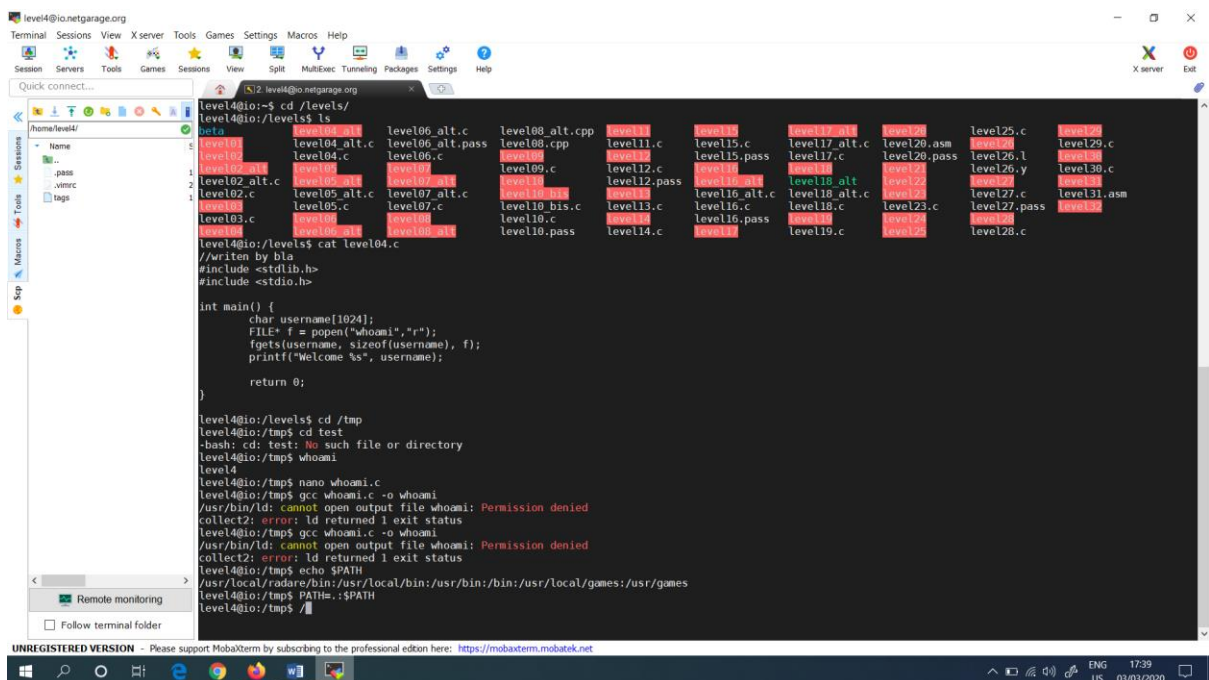 level4@io.netgarage.org
Terminal Sessions View X server Tools Games Settings Macros Help
Session Servers Tools Games Sessions View Split MultiExec Tunneling Packages Settings Help X server Exit
Quick connect...
2. level4@io.netgarage.org
/home/level4/
Name S
..
.pass 1
.vimrc 2
tags 1
Sessions
Tools
Macros
Scp
level4@io:~$ cd /levels/
level4@io:/levels$ ls
beta level04_alt level06_alt.c level08_alt.cpp level11 level15 level17_alt level20 level25.c level29
level01 level04_alt.c level06_alt.pass level08.cpp level11.c level15.c level17_alt.c level20.asm level26 level29.c
level02 level04.c level06.c level09 level12 level15.pass level17.c level20.pass level26.l level30
level02_alt level05 level07 level09.c level12.c level16 level18 level21 level26.y level30.c
level02_alt.c level05_alt level07_alt level10 level12.pass level16_alt level18_alt level22 level27 level31
level02.c level05_alt.c level07_alt.c level10_bis level13 level16_alt.c level18_alt.c level23 level27.c level31.asm
level03 level05.c level07.c level10_bis.c level13.c level16.c level18.c level23.c level27.pass level32
level03.c level06 level08 level10.c level14 level16.pass level19 level24 level28
level04 level06_alt level08_alt level10.pass level14.c level17 level19.c level25 level28.c
level4@io:/levels$ cat level04.c
//writen by bla
#include <stdlib.h>
#include <stdio.h>
int main() {
char username[1024];
FILE* f = popen("whoami","r");
fgets(username, sizeof(username), f);
printf("Welcome %s", username);
return 0;
}
level4@io:/levels$ cd /tmp
level4@io:/tmp$ cd test
-bash: cd: test: No such file or directory
level4@io:/tmp$ whoami
level4
level4@io:/tmp$ nano whoami.c
level4@io:/tmp$ gcc whoami.c -o whoami
/usr/bin/ld: cannot open output file whoami: Permission denied
collect2: error: ld returned 1 exit status
level4@io:/tmp$ gcc whoami.c -o whoami
/usr/bin/ld: cannot open output file whoami: Permission denied
collect2: error: ld returned 1 exit status
level4@io:/tmp$ echo $PATH
/usr/local/radare/bin:/usr/local/bin:/usr/bin:/bin:/usr/local/games:/usr/games
level4@io:/tmp$ PATH=.:$PATH
level4@io:/tmp$ /
Remote monitoring
Follow terminal folder
UNREGISTERED VERSION - Please support MobaXterm by subscribing to the professional edition here: https://mobaxterm.mobatek.net
ENG 17:39
US 03/03/2020